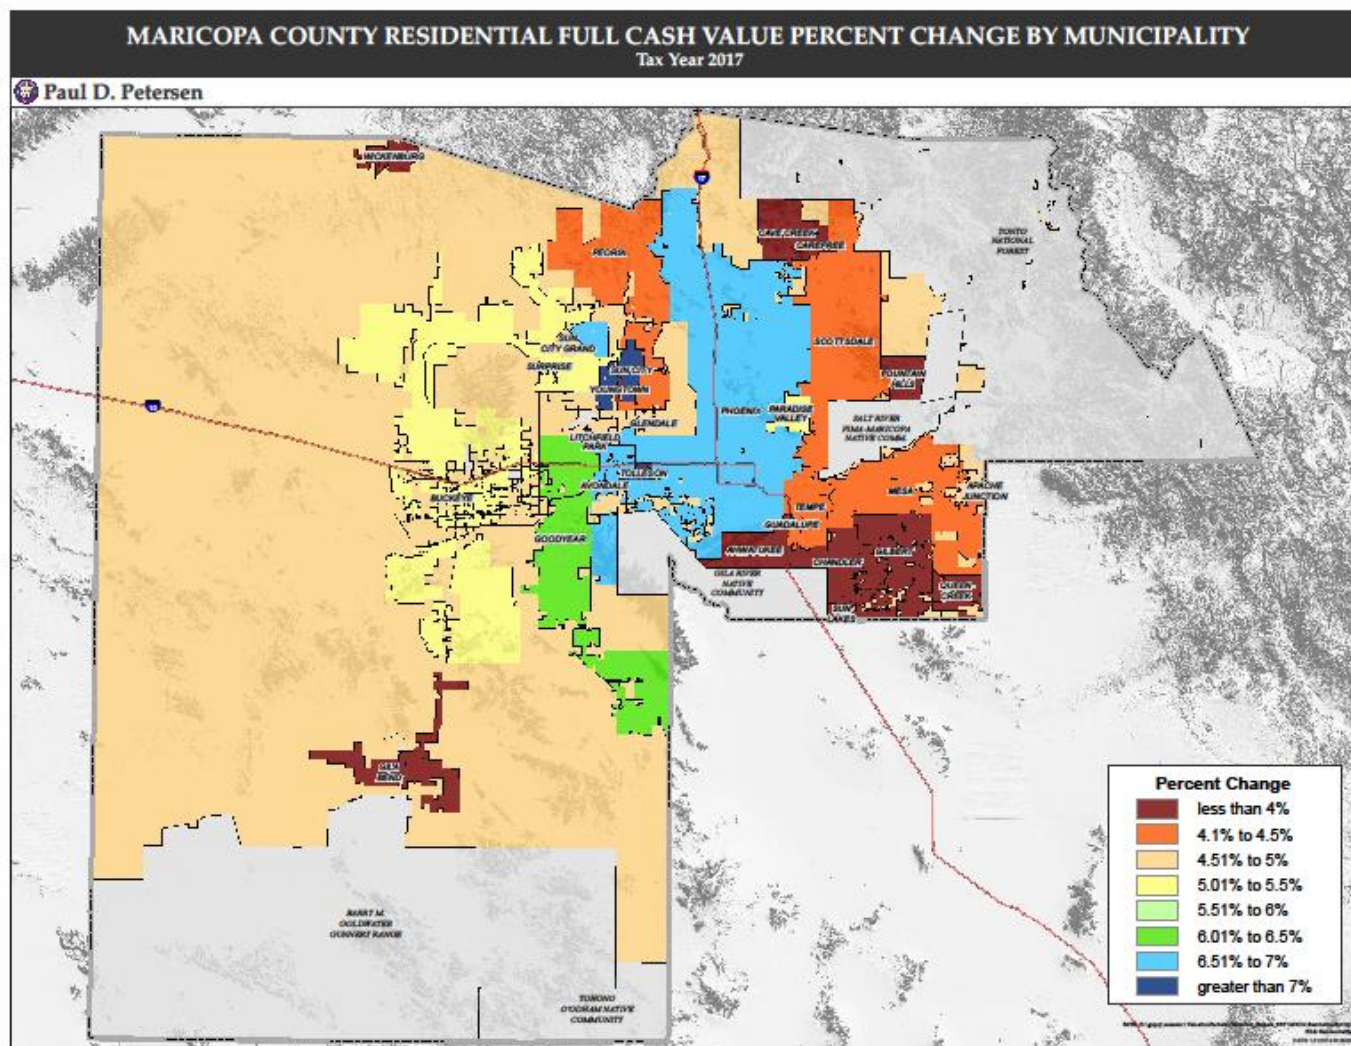 MARICOPA COUNTY RESIDENTIAL FULL CASH VALUE PERCENT CHANGE BY MUNICIPALITY
Tax Year 2017
Paul D. Petersen
WICKENBURG
17
CAVE CREEK
CAREFREE
TONTO
NATIONAL
FOREST
PEORIA
SUN
CITY GRAND
SCOTTSDALE
SURPRISE
SUN CITY
FOUNTAIN
HILLS
YOUNGTOWN
10
PHOENIX
PARADISE
VALLEY
SALT RIVER
PIMA-MARICOPA
NATIVE COMM.
GLENDALE
LITCHFIELD
PARK
TOLLESON
AVONDALE
BUCKEYE
MESA
APACHE
JUNCTION
TEMPE
GUADALUPE
GOODYEAR
AHWATUKEE
CHANDLER
GILBERT
GILA RIVER
NATIVE
COMMUNITY
QUEEN
CREEK
SUN
LAKES
GILA
BEND
BARRY M.
GOLDWATER
GUNNERY RANGE
TOHONO
O'ODHAM NATIVE
COMMUNITY
Percent Change
less than 4%
4.1% to 4.5%
4.51% to 5%
5.01% to 5.5%
5.51% to 6%
6.01% to 6.5%
6.51% to 7%
greater than 7%